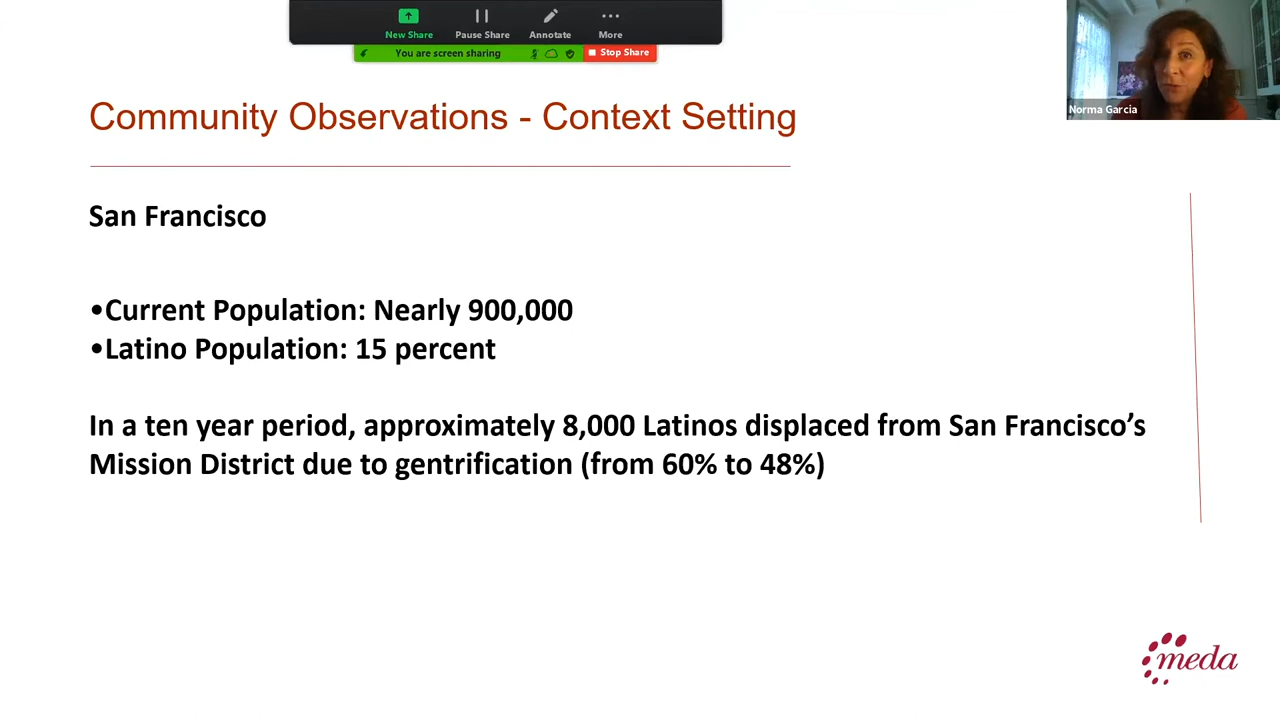 New Share
Pause Share
Annotate
More
You are screen sharing
Stop Share
Norma Garcia
Community Observations - Context Setting
San Francisco
•Current Population: Nearly 900,000
•Latino Population: 15 percent
In a ten year period, approximately 8,000 Latinos displaced from San Francisco’s
Mission District due to gentrification (from 60% to 48%)
meda